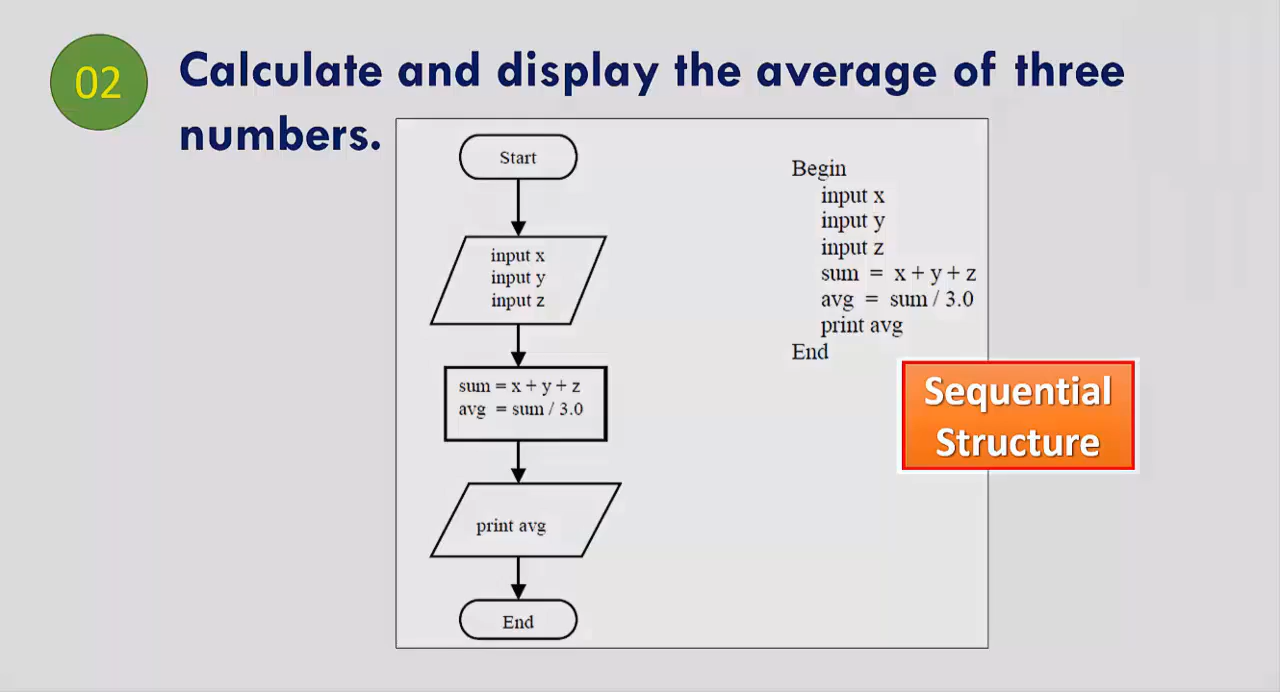 02
Calculate and display the average of three
numbers.
Start
input x
input y
input z
sum = x + y + z
avg = sum / 3.0
print avg
End
Begin
input x
input y
input z
sum = x + y + z
avg = sum / 3.0
print avg
End
Sequential
Structure